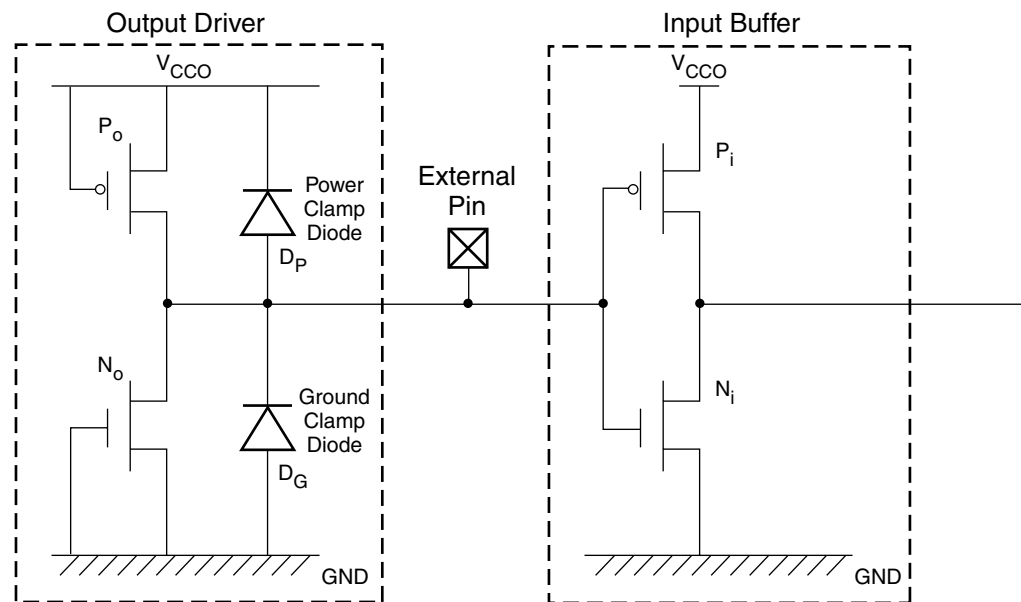 Output Driver
Input Buffer
VCCO
VCCO
Po
Pi
Power
Clamp
Diode
DP
External
Pin
No
Ni
Ground
Clamp
Diode
DG
GND
GND